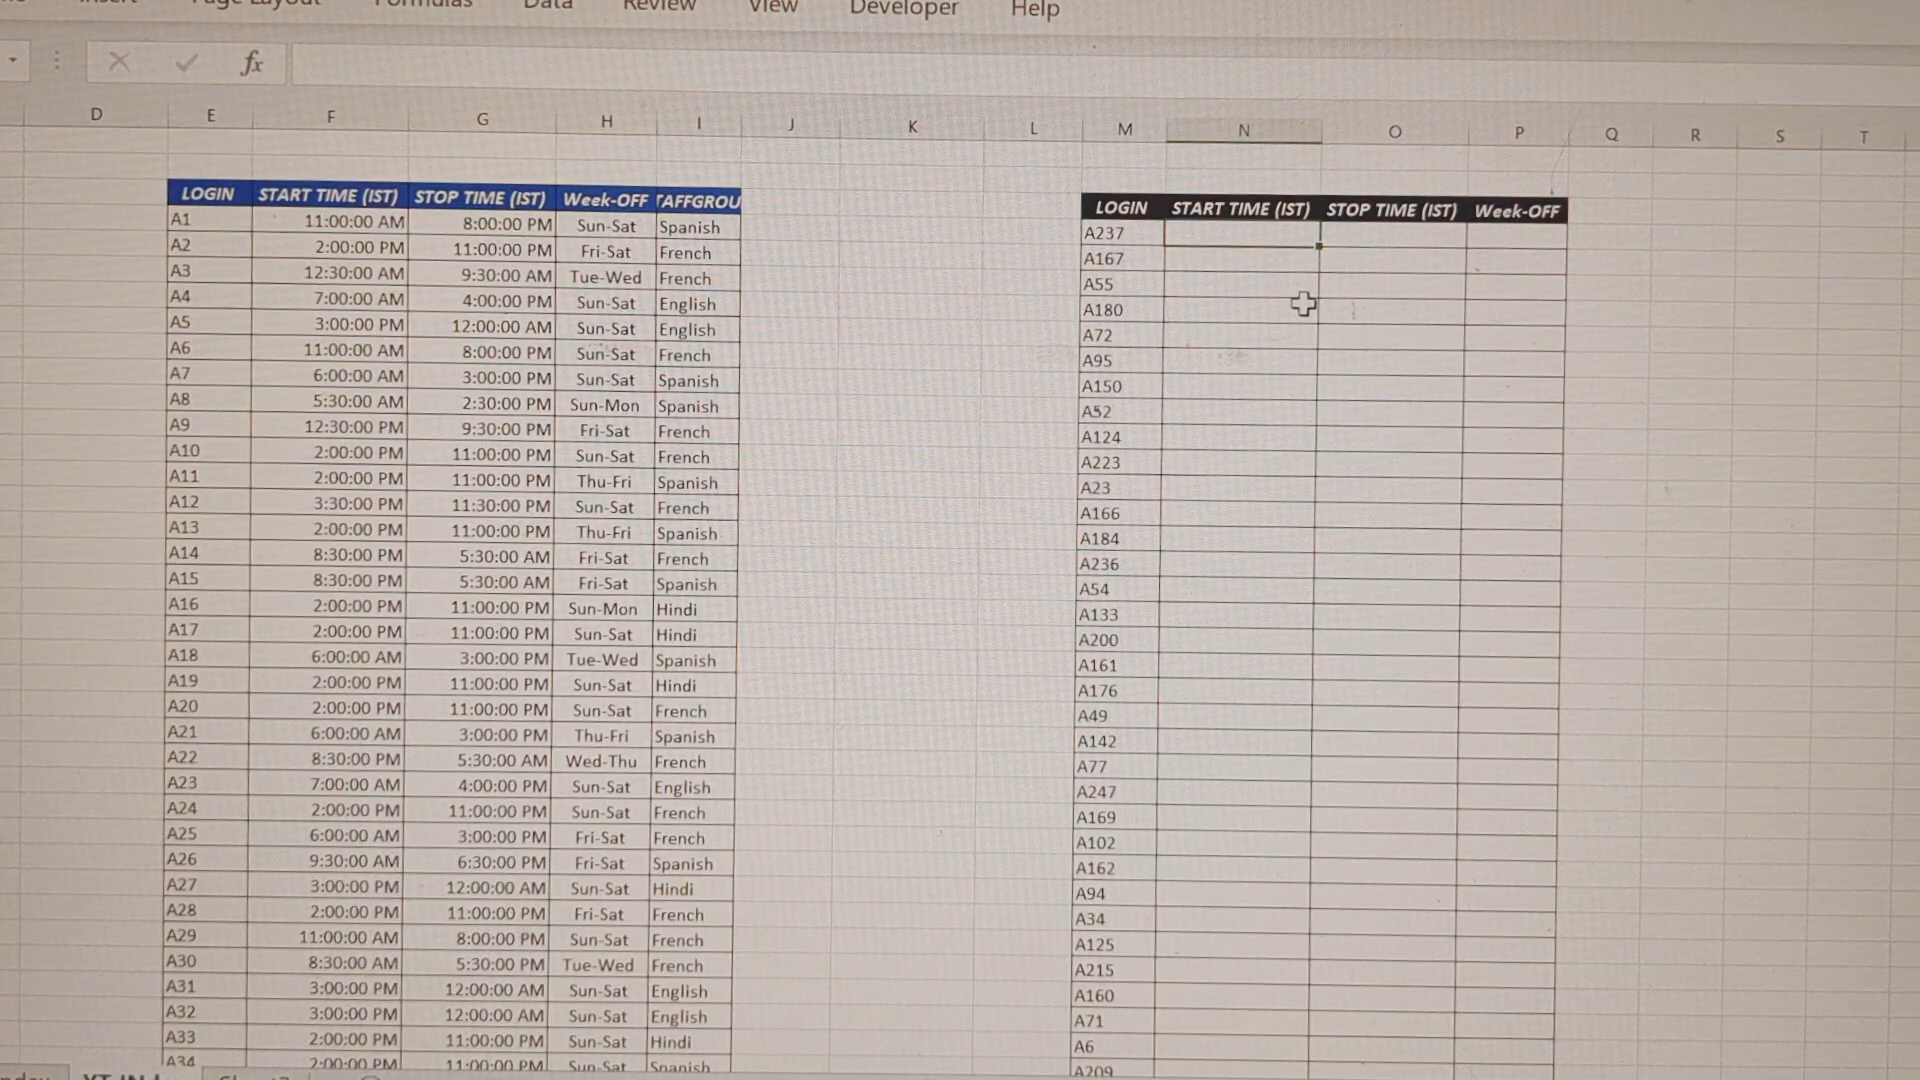 Insert Page Layout Formulas Data Review View Developer Help
fx
D E F G H I J K L M N O P Q R S T
LOGIN START TIME (IST) STOP TIME (IST) Week-OFF TAFFGROU
A1 11:00:00 AM 8:00:00 PM Sun-Sat Spanish
A2 2:00:00 PM 11:00:00 PM Fri-Sat French
A3 12:30:00 AM 9:30:00 AM Tue-Wed French
A4 7:00:00 AM 4:00:00 PM Sun-Sat English
A5 3:00:00 PM 12:00:00 AM Sun-Sat English
A6 11:00:00 AM 8:00:00 PM Sun-Sat French
A7 6:00:00 AM 3:00:00 PM Sun-Sat Spanish
A8 5:30:00 AM 2:30:00 PM Sun-Mon Spanish
A9 12:30:00 PM 9:30:00 PM Fri-Sat French
A10 2:00:00 PM 11:00:00 PM Sun-Sat French
A11 2:00:00 PM 11:00:00 PM Thu-Fri Spanish
A12 3:30:00 PM 11:30:00 PM Sun-Sat French
A13 2:00:00 PM 11:00:00 PM Thu-Fri Spanish
A14 8:30:00 PM 5:30:00 AM Fri-Sat French
A15 8:30:00 PM 5:30:00 AM Fri-Sat Spanish
A16 2:00:00 PM 11:00:00 PM Sun-Mon Hindi
A17 2:00:00 PM 11:00:00 PM Sun-Sat Hindi
A18 6:00:00 AM 3:00:00 PM Tue-Wed Spanish
A19 2:00:00 PM 11:00:00 PM Sun-Sat Hindi
A20 2:00:00 PM 11:00:00 PM Sun-Sat French
A21 6:00:00 AM 3:00:00 PM Thu-Fri Spanish
A22 8:30:00 PM 5:30:00 AM Wed-Thu French
A23 7:00:00 AM 4:00:00 PM Sun-Sat English
A24 2:00:00 PM 11:00:00 PM Sun-Sat French
A25 6:00:00 AM 3:00:00 PM Fri-Sat French
A26 9:30:00 AM 6:30:00 PM Fri-Sat Spanish
A27 3:00:00 PM 12:00:00 AM Sun-Sat Hindi
A28 2:00:00 PM 11:00:00 PM Fri-Sat French
A29 11:00:00 AM 8:00:00 PM Sun-Sat French
A30 8:30:00 AM 5:30:00 PM Tue-Wed French
A31 3:00:00 PM 12:00:00 AM Sun-Sat English
A32 3:00:00 PM 12:00:00 AM Sun-Sat English
A33 2:00:00 PM 11:00:00 PM Sun-Sat Hindi
A34 2:00:00 PM 11:00:00 PM Sun-Sat Spanish
LOGIN START TIME (IST) STOP TIME (IST) Week-OFF
A237
A167
A55
A180
A72
A95
A150
A52
A124
A223
A23
A166
A184
A236
A54
A133
A200
A161
A176
A49
A142
A77
A247
A169
A102
A162
A94
A34
A125
A215
A160
A71
A6
A209